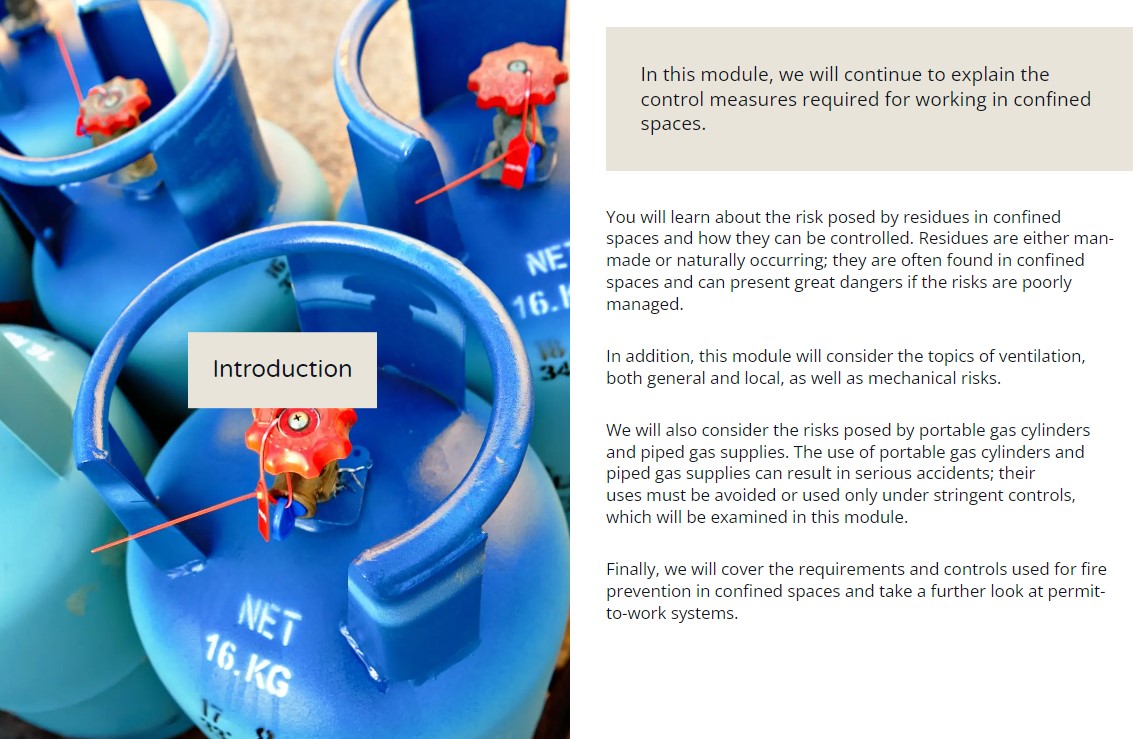 Introduction
NET
16.KG
NET
In this module, we will continue to explain the
control measures required for working in confined
spaces.
You will learn about the risk posed by residues in confined
spaces and how they can be controlled. Residues are either man-
made or naturally occurring; they are often found in confined
spaces and can present great dangers if the risks are poorly
managed.
In addition, this module will consider the topics of ventilation,
both general and local, as well as mechanical risks.
We will also consider the risks posed by portable gas cylinders
and piped gas supplies. The use of portable gas cylinders and
piped gas supplies can result in serious accidents; their
uses must be avoided or used only under stringent controls,
which will be examined in this module.
Finally, we will cover the requirements and controls used for fire
prevention in confined spaces and take a further look at permit-
to-work systems.